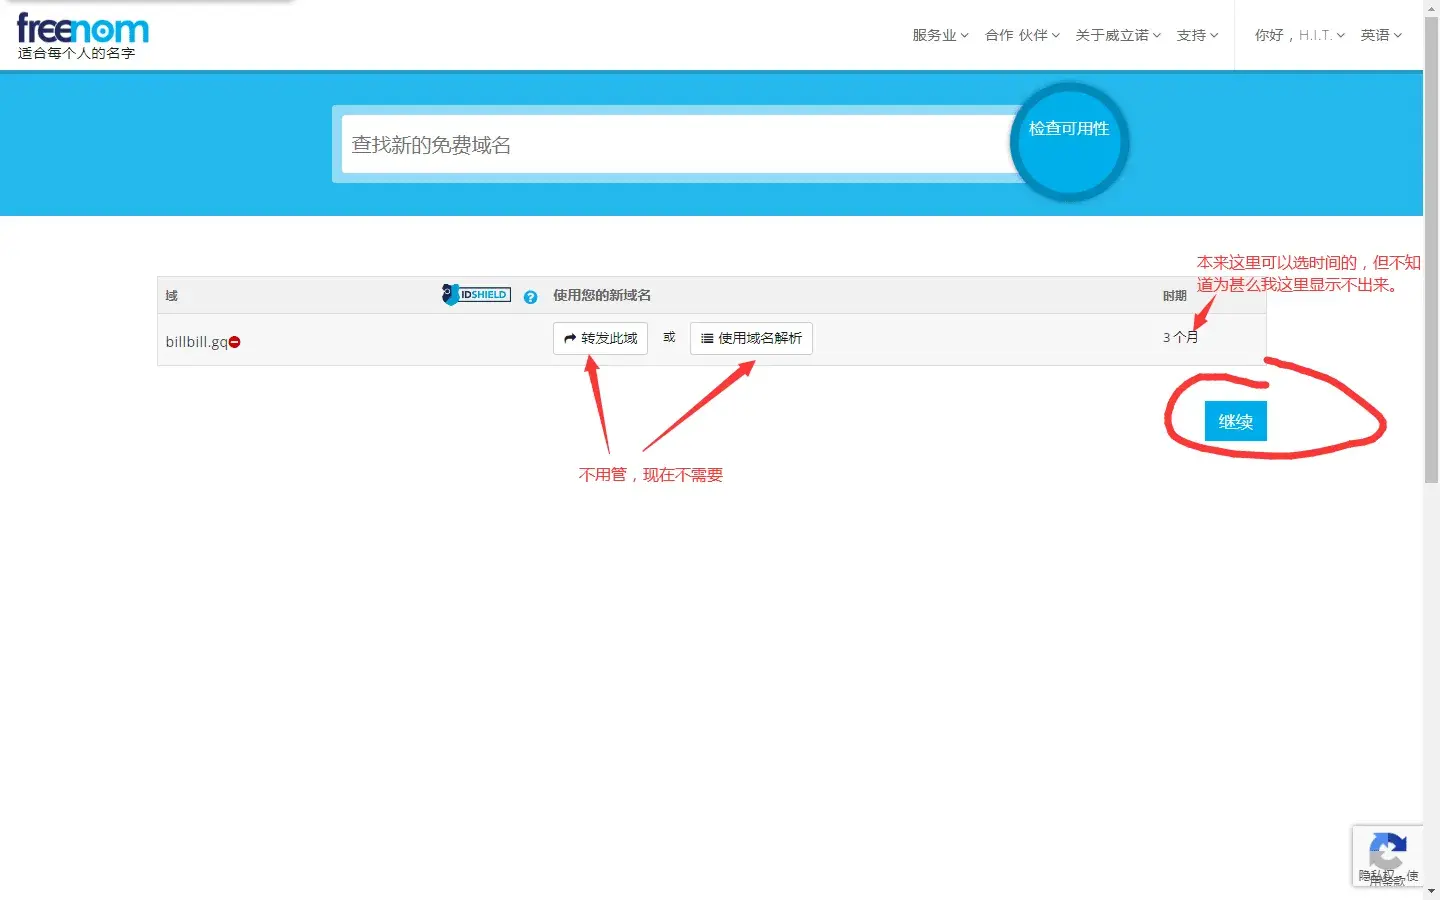 freenom
适合每个人的名字
服务业 合作 伙伴 关于威立诺 支持 你好，H.I.T. 英语
查找新的免费域名
检查可用性
本来这里可以选时间的，但不知
道为甚么我这里显示不出来。
域 IDSHIELD ? 使用您的新域名 时期
billbill.gq 转发此域 或 使用域名解析 3 个月
继续
不用管，现在不需要
隐私权 - 使
用条款